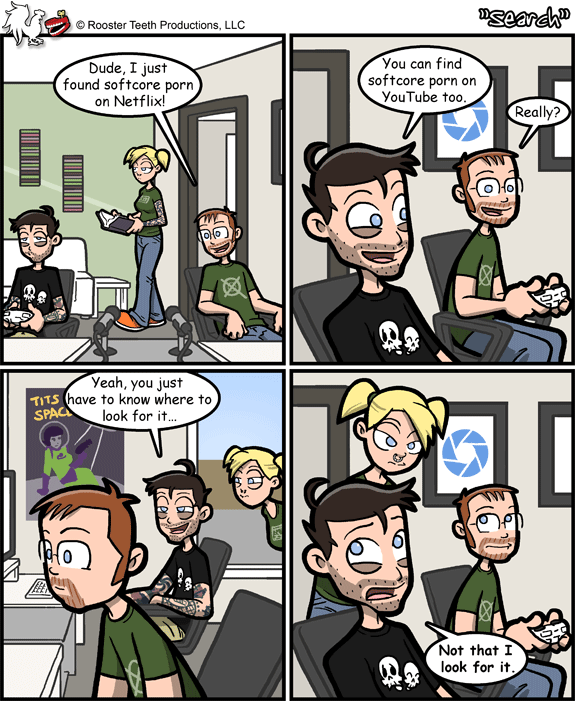 © Rooster Teeth Productions, LLC
"search"
Dude, I just
found softcore porn
on Netflix!
You can find
softcore porn on
YouTube too.
Really?
Yeah, you just
have to know where to
look for it...
TITS
SPAC
Not that I
look for it.